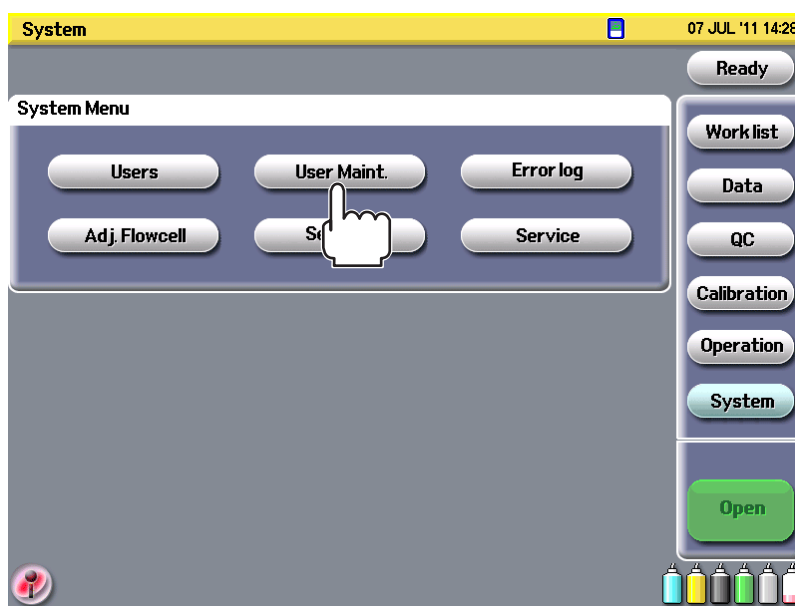 System
07 JUL '11 14:28
Ready
System Menu
Work list
Users
User Maint.
Error log
Data
Adj. Flowcell
Service
QC
Calibration
Operation
System
Open